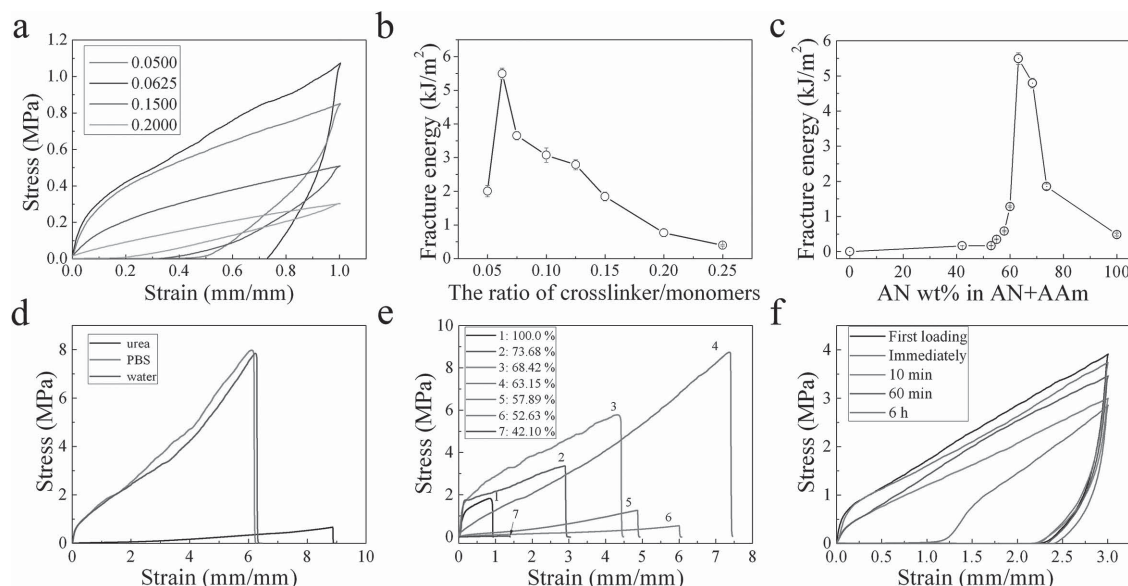 a
Stress (MPa)
1.2
1.0
0.8
0.6
0.4
0.2
0.0
0.0 0.2 0.4 0.6 0.8 1.0
Strain (mm/mm)
0.0500
0.0625
0.1500
0.2000
b
Fracture energy (kJ/m²)
6
5
4
3
2
1
0
0.05 0.10 0.15 0.20 0.25
The ratio of crosslinker/monomers
c
Fracture energy (kJ/m²)
6
5
4
3
2
1
0
0 20 40 60 80 100
AN wt% in AN+AAm
d
Stress (MPa)
8
6
4
2
0
0 2 4 6 8 10
Strain (mm/mm)
urea
PBS
water
e
Stress (MPa)
10
8
6
4
2
0
0 1 2 3 4 5 6 7 8
Strain (mm/mm)
1: 100.0 %
2: 73.68 %
3: 68.42 %
4: 63.15 %
5: 57.89 %
6: 52.63 %
7: 42.10 %
4
3
2
1
5
7
6
f
Stress (MPa)
4
2
0
0.0 0.5 1.0 1.5 2.0 2.5 3.0
Strain (mm/mm)
First loading
Immediately
10 min
60 min
6 h